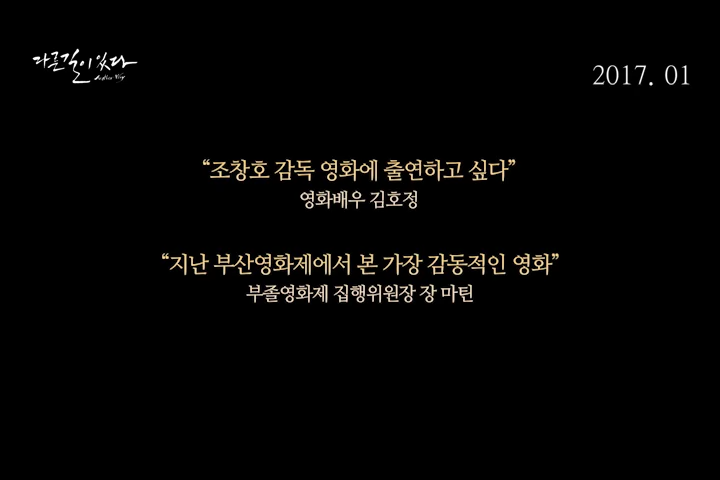 다른 길이 있다
Another Way
2017. 01
“조창호 감독 영화에 출연하고 싶다”
영화배우 김호정
“지난 부산영화제에서 본 가장 감동적인 영화”
부졸영화제 집행위원장 장 마틴